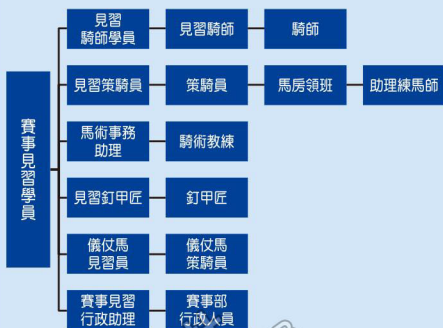 賽事見習學員
見習
騎師學員
見習騎師
騎師
見習策騎員
策騎員
馬房領班
助理練馬師
馬術事務
助理
騎術教練
見習釘甲匠
釘甲匠
儀仗馬
見習員
儀仗馬
策騎員
賽事見習
行政助理
賽事部
行政人員